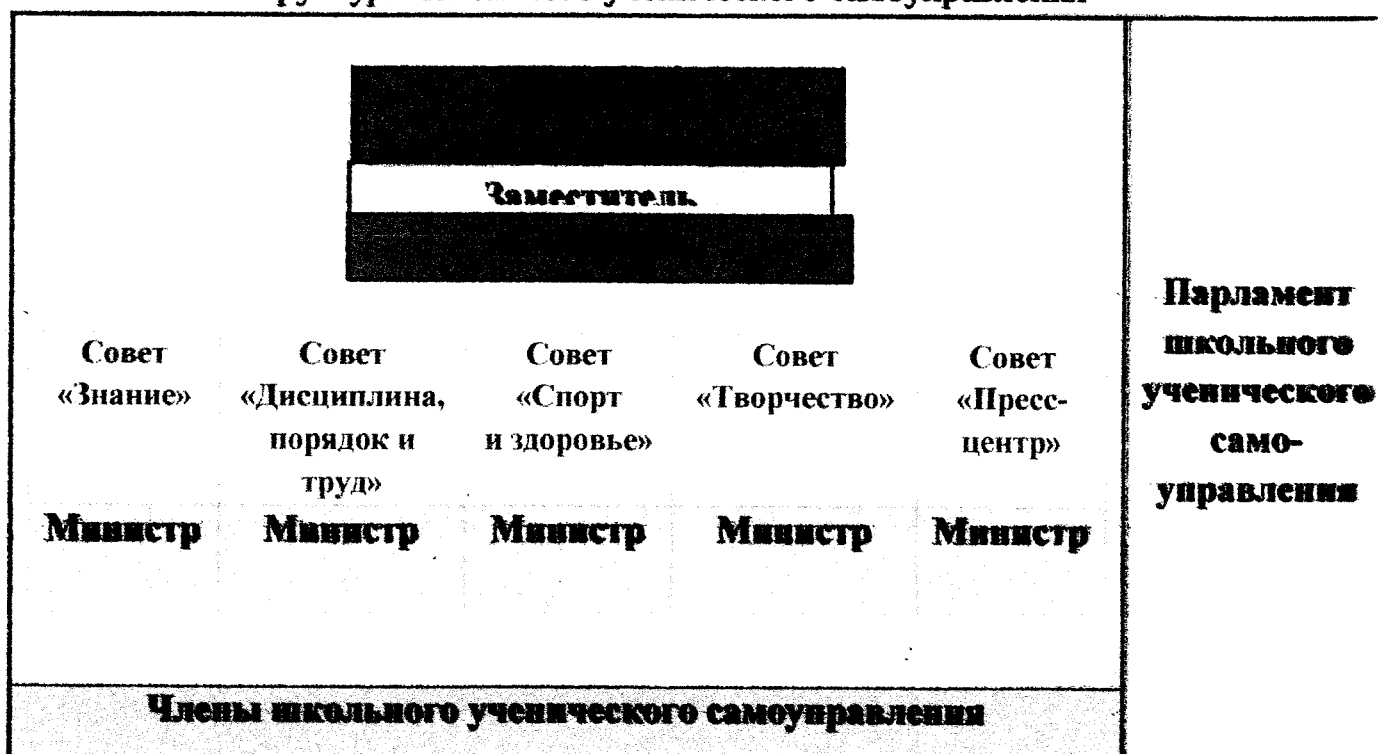 Заместитель
Совет
«Знание»
Совет
«Дисциплина,
порядок и
труд»
Совет
«Спорт
и здоровье»
Совет
«Творчество»
Совет
«Пресс-
центр»
Министр
Министр
Министр
Министр
Министр
Парламент
школьного
ученического
само-
управления
Члены школьного ученического самоуправления